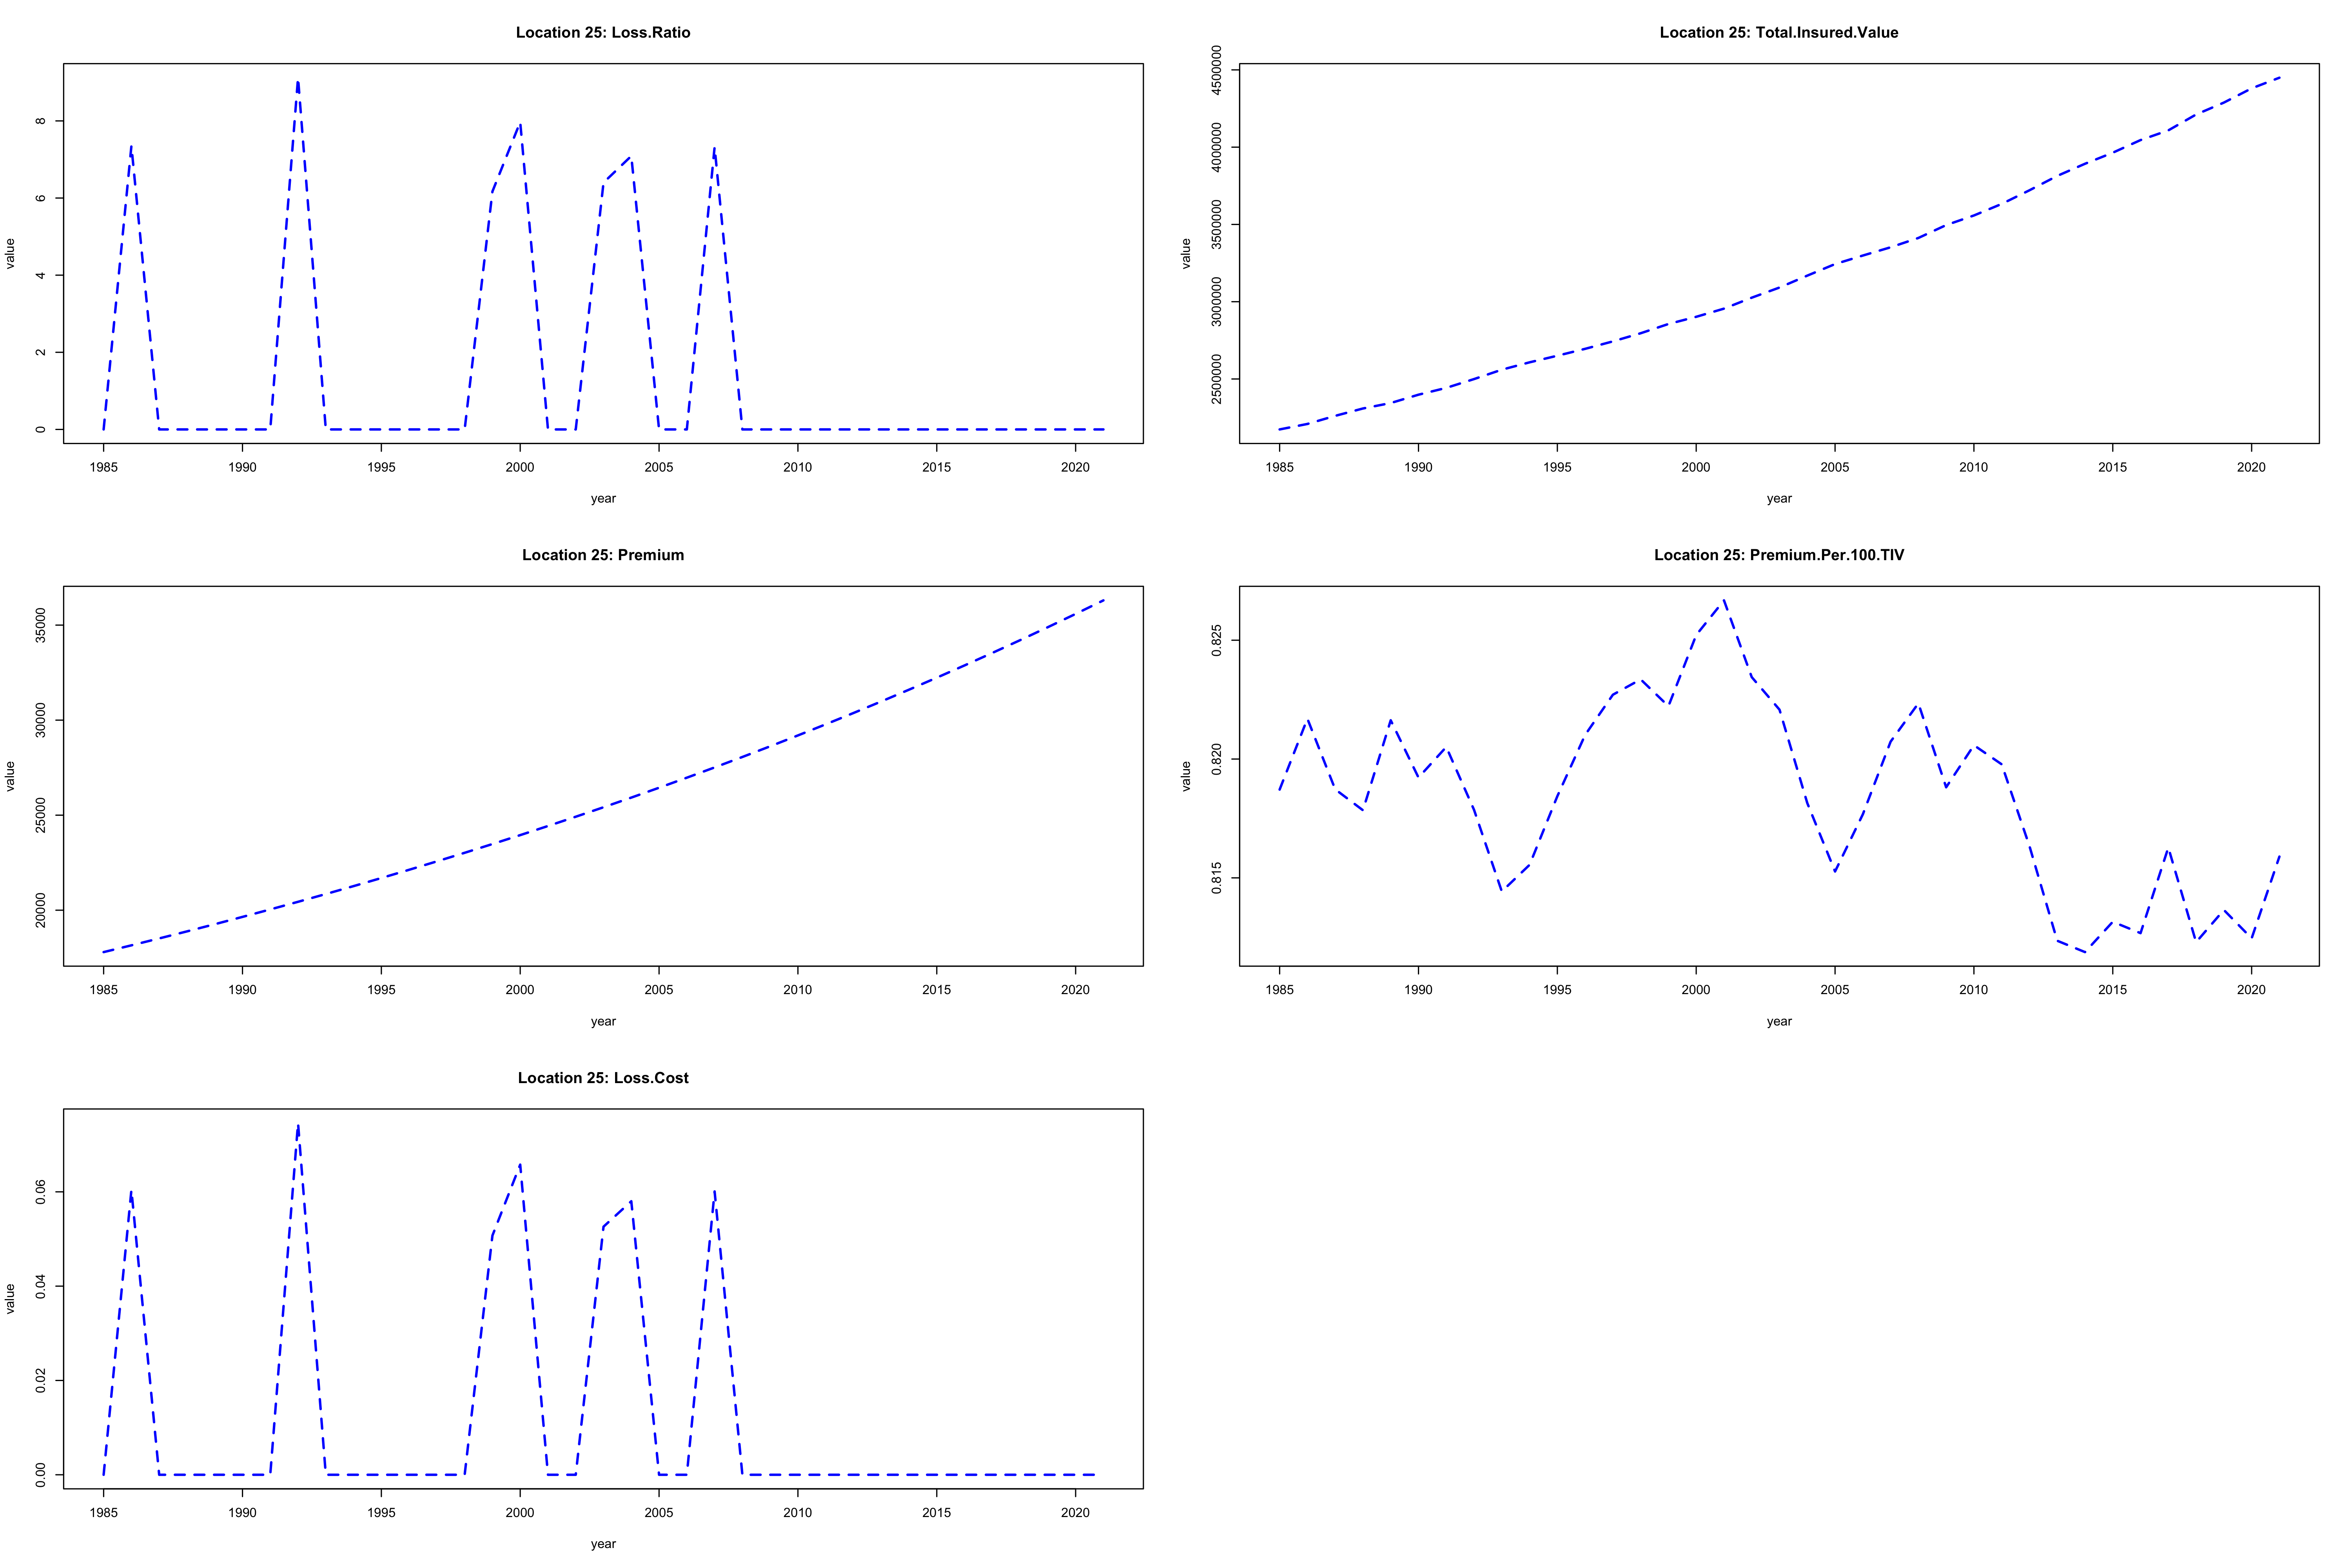 Location 25: Loss.Ratio
value
8
6
4
2
0
1985 1990 1995 2000 2005 2010 2015 2020
year
Location 25: Total.Insured.Value
value
4500000
4000000
3500000
3000000
2500000
1985 1990 1995 2000 2005 2010 2015 2020
year
Location 25: Premium
value
35000
30000
25000
20000
1985 1990 1995 2000 2005 2010 2015 2020
year
Location 25: Premium.Per.100.TIV
value
0.825
0.820
0.815
1985 1990 1995 2000 2005 2010 2015 2020
year
Location 25: Loss.Cost
value
0.06
0.04
0.02
0.00
1985 1990 1995 2000 2005 2010 2015 2020
year